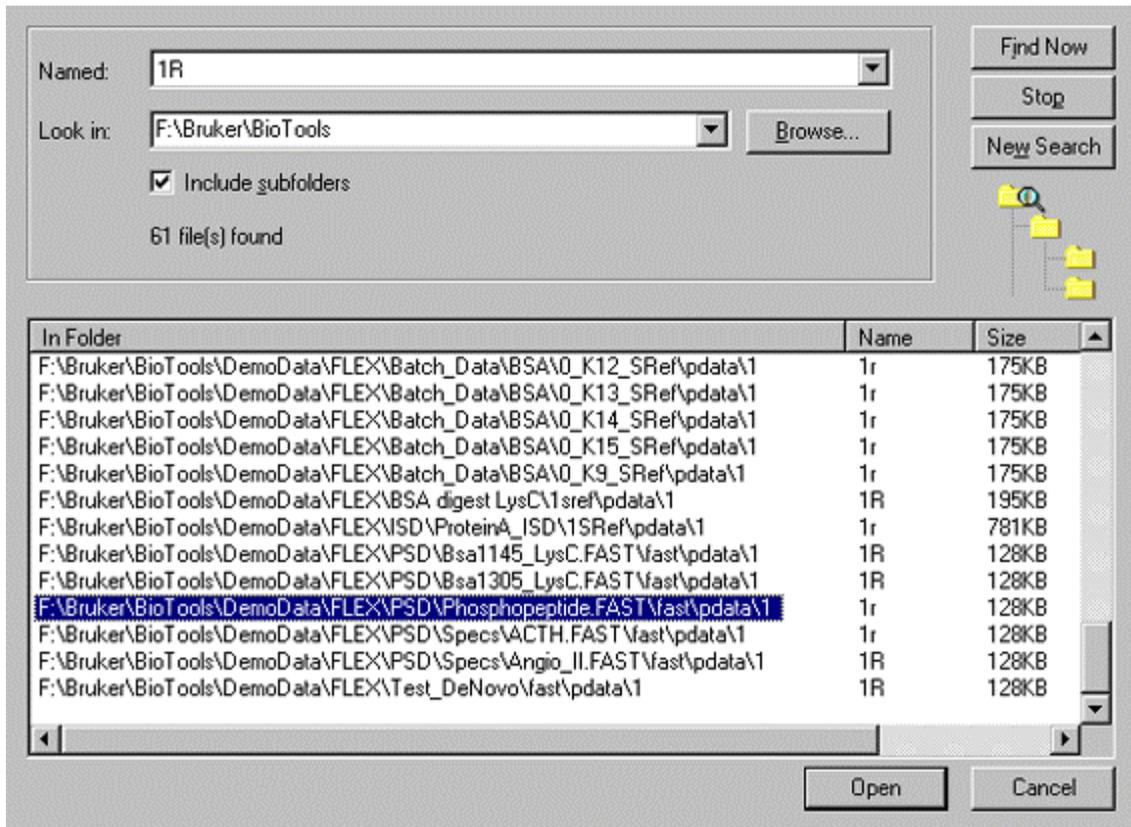 Named: 1R
Find Now
Stop
Look in: F:\Bruker\BioTools Browse...
New Search
Include subfolders
61 file(s) found
In Folder Name Size
F:\Bruker\BioTools\DemoData\FLEX\Batch_Data\BSA\0_K12_SRef\pdata\1 1r 175KB
F:\Bruker\BioTools\DemoData\FLEX\Batch_Data\BSA\0_K13_SRef\pdata\1 1r 175KB
F:\Bruker\BioTools\DemoData\FLEX\Batch_Data\BSA\0_K14_SRef\pdata\1 1r 175KB
F:\Bruker\BioTools\DemoData\FLEX\Batch_Data\BSA\0_K15_SRef\pdata\1 1r 175KB
F:\Bruker\BioTools\DemoData\FLEX\Batch_Data\BSA\0_K9_SRef\pdata\1 1r 175KB
F:\Bruker\BioTools\DemoData\FLEX\BSA digest LysC\1sref\pdata\1 1R 195KB
F:\Bruker\BioTools\DemoData\FLEX\ISD\ProteinA_ISD\1SRef\pdata\1 1r 781KB
F:\Bruker\BioTools\DemoData\FLEX\PSD\Bsa1145_LysC.FAST\fast\pdata\1 1R 128KB
F:\Bruker\BioTools\DemoData\FLEX\PSD\Bsa1305_LysC.FAST\fast\pdata\1 1R 128KB
F:\Bruker\BioTools\DemoData\FLEX\PSD\Phosphopeptide.FAST\fast\pdata\1 1r 128KB
F:\Bruker\BioTools\DemoData\FLEX\PSD\Specs\ACTH.FAST\fast\pdata\1 1r 128KB
F:\Bruker\BioTools\DemoData\FLEX\PSD\Specs\Angio_II.FAST\fast\pdata\1 1R 128KB
F:\Bruker\BioTools\DemoData\FLEX\Test_DeNovo\fast\pdata\1 1R 128KB
Open Cancel